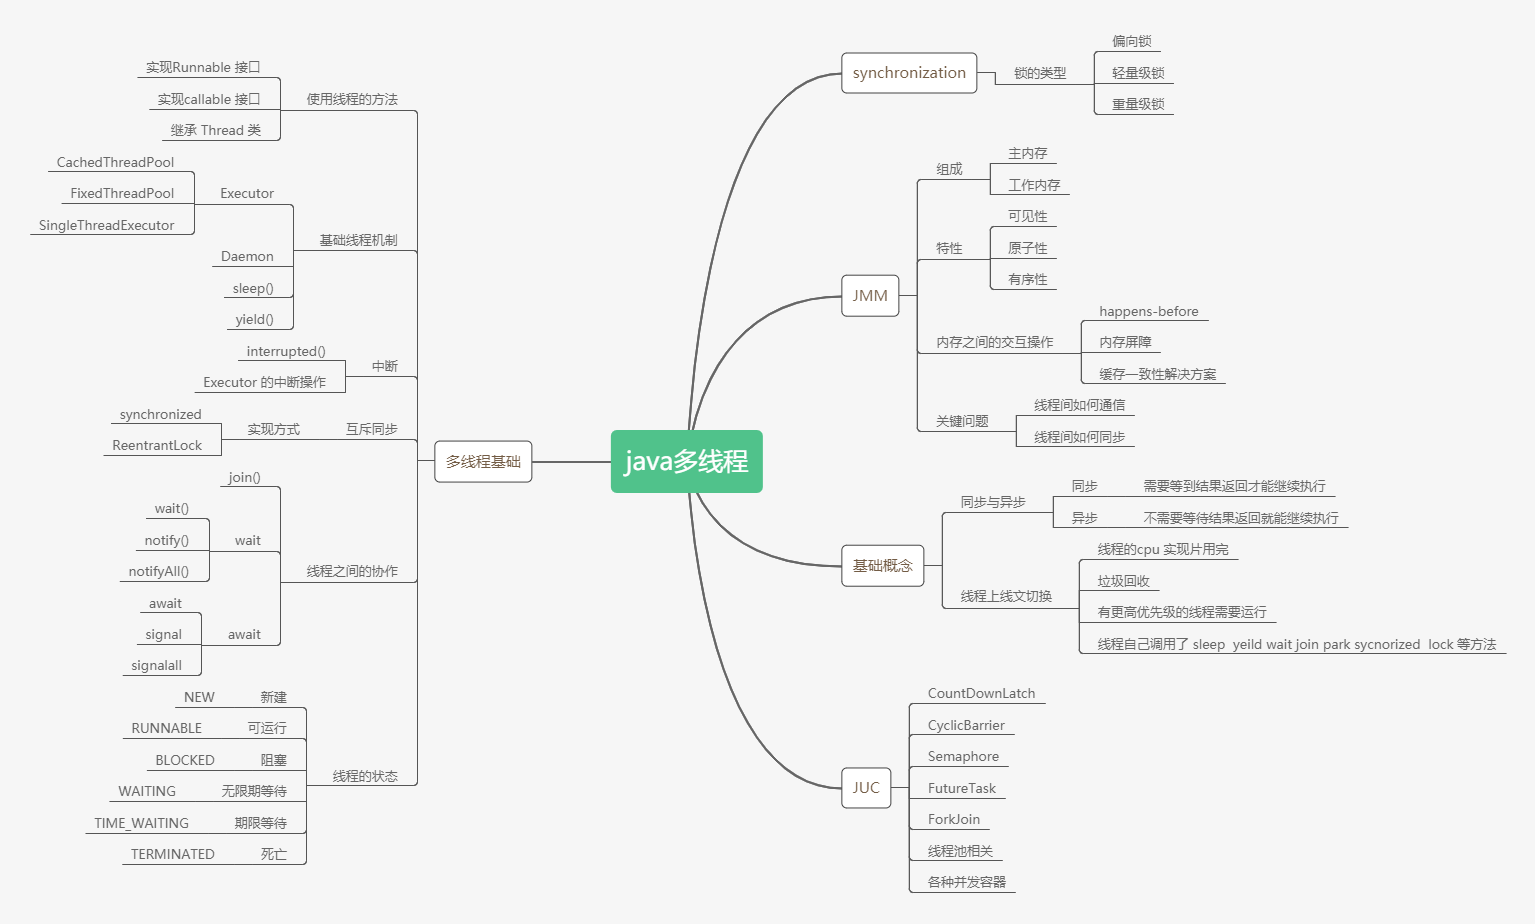 java多线程
synchronization
锁的类型
偏向锁
轻量级锁
重量级锁
JMM
组成
主内存
工作内存
特性
可见性
原子性
有序性
内存之间的交互操作
happens-before
内存屏障
缓存一致性解决方案
关键问题
线程间如何通信
线程间如何同步
基础概念
同步与异步
同步 需要等到结果返回才能继续执行
异步 不需要等待结果返回就能继续执行
线程上线文切换
线程的cpu 实现片用完
垃圾回收
有更高优先级的线程需要运行
线程自己调用了 sleep yeild wait join park sycnorized lock 等方法
JUC
CountDownLatch
CyclicBarrier
Semaphore
FutureTask
ForkJoin
线程池相关
各种并发容器
多线程基础
使用线程的方法
实现Runnable 接口
实现callable 接口
继承 Thread 类
基础线程机制
Executor
CachedThreadPool
FixedThreadPool
SingleThreadExecutor
Daemon
sleep()
yield()
中断
interrupted()
Executor 的中断操作
互斥同步
实现方式
synchronized
ReentrantLock
线程之间的协作
join()
wait
wait()
notify()
notifyAll()
await
await
signal
signalall
线程的状态
NEW 新建
RUNNABLE 可运行
BLOCKED 阻塞
WAITING 无限期等待
TIME_WAITING 期限等待
TERMINATED 死亡